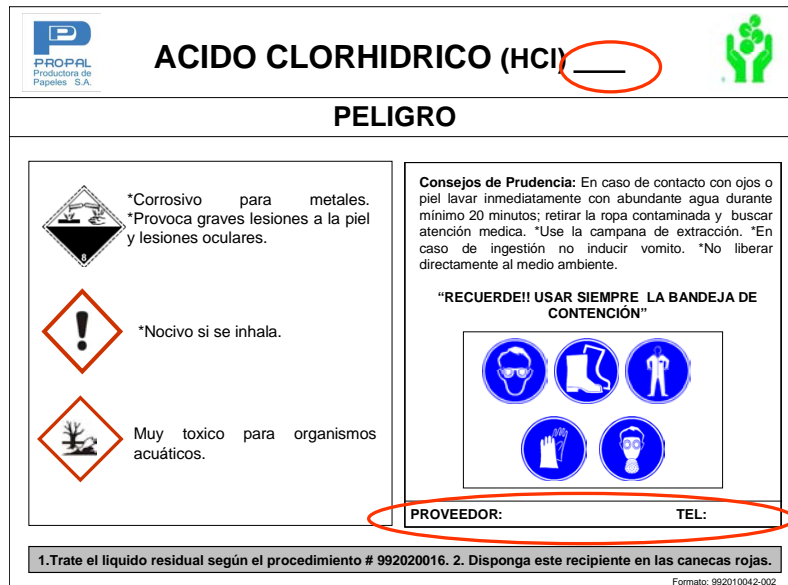 PROPAL
Productora de
Papeles S.A.
ACIDO CLORHIDRICO (HCl) ___
PELIGRO
*Corrosivo para metales.
*Provoca graves lesiones a la piel
y lesiones oculares.
8
*Nocivo si se inhala.
Muy toxico para organismos
acuáticos.
Consejos de Prudencia: En caso de contacto con ojos o
piel lavar inmediatamente con abundante agua durante
mínimo 20 minutos; retirar la ropa contaminada y buscar
atención medica. *Use la campana de extracción. *En
caso de ingestión no inducir vomito. *No liberar
directamente al medio ambiente.
“RECUERDE!! USAR SIEMPRE LA BANDEJA DE
CONTENCIÓN”
PROVEEDOR: TEL:
1.Trate el liquido residual según el procedimiento # 992020016. 2. Disponga este recipiente en las canecas rojas.
Formato: 992010042-002